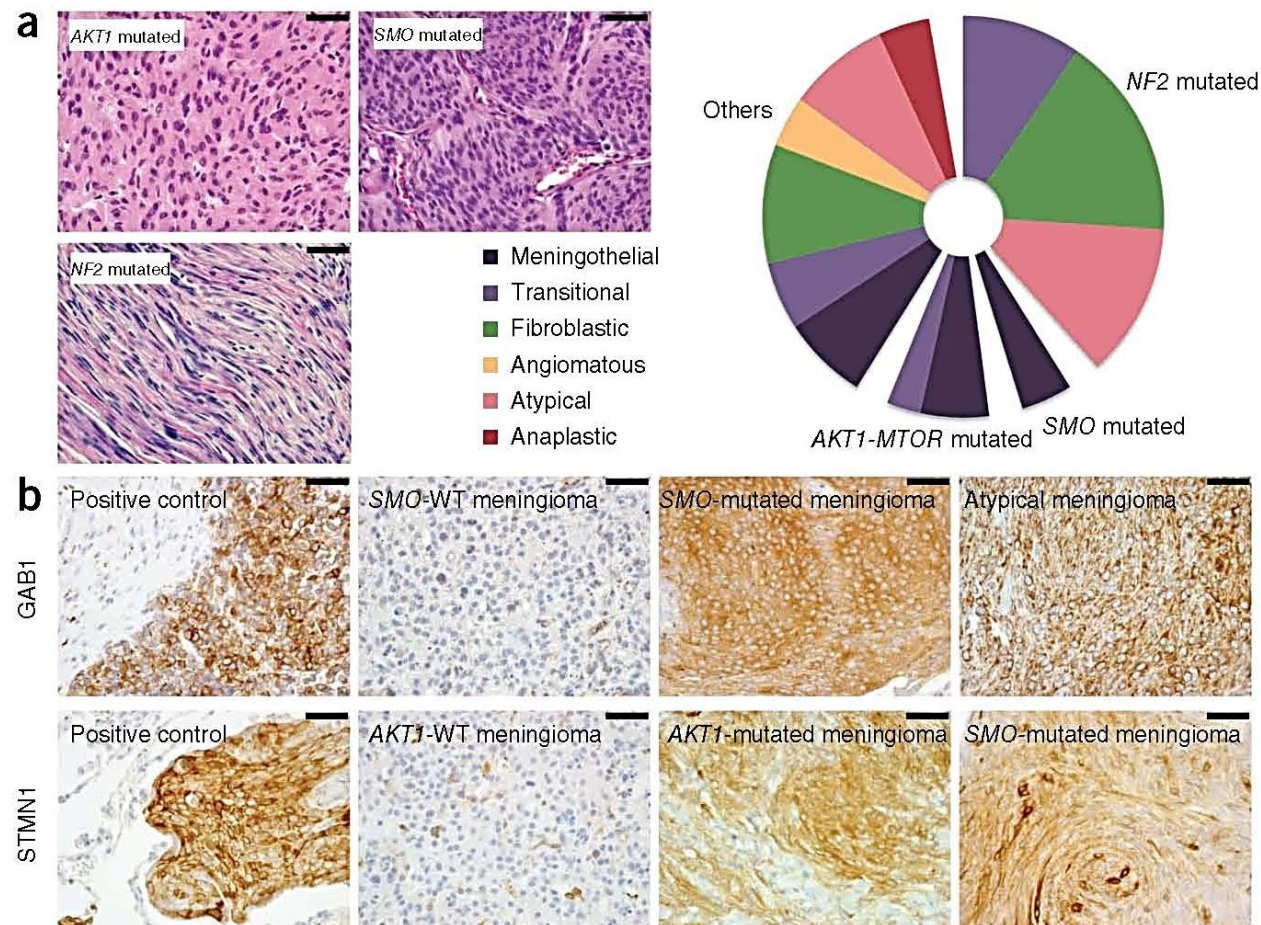 a
AKT1 mutated
SMO mutated
NF2 mutated
Meningothelial
Transitional
Fibroblastic
Angiomatous
Atypical
Anaplastic
Others
NF2 mutated
AKT1-MTOR mutated
SMO mutated
b
GAB1
Positive control
SMO-WT meningioma
SMO-mutated meningioma
Atypical meningioma
STMN1
Positive control
AKT1-WT meningioma
AKT1-mutated meningioma
SMO-mutated meningioma